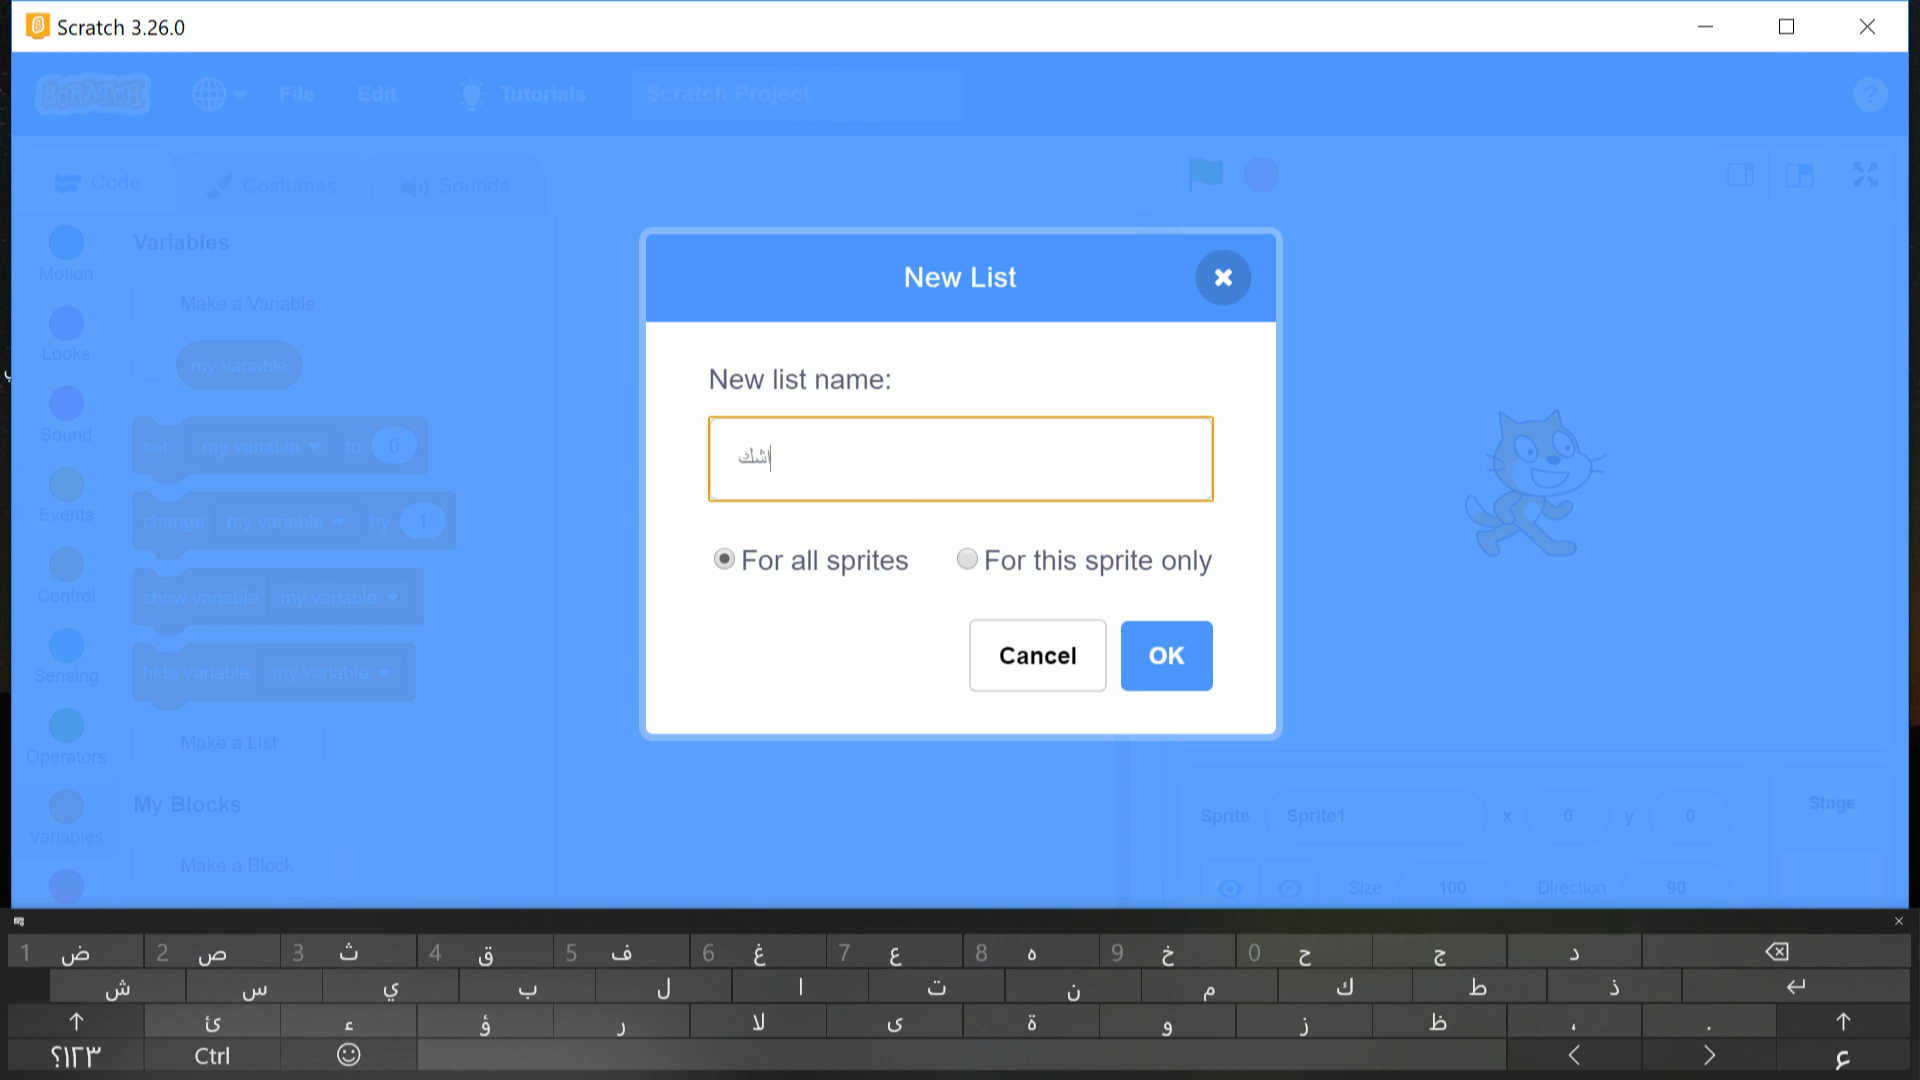 Scratch 3.26.0
SCRATCH
File
Edit
Tutorials
Scratch Project
?
Code
Costumes
Sounds
Motion
Looks
Sound
Events
Control
Sensing
Operators
Variables
Variables
Make a Variable
my variable
set my variable to 0
change my variable by 1
show variable my variable
hide variable my variable
Make a List
My Blocks
Make a Block
New List
New list name:
اشك
For all sprites
For this sprite only
Cancel
OK
Sprite Sprite1 x 0 y 0
Size 100 Direction 90
Stage
1 ض 2 ص 3 ث 4 ق 5 ف 6 غ 7 ع 8 ه 9 خ 0 ح ج د
ش س ي ب ل ا ت ن م ك ط ذ
↑ ئ ء ؤ ر لا ى ة و ز ظ ، . ↑
؟١٢٣ Ctrl < > ع